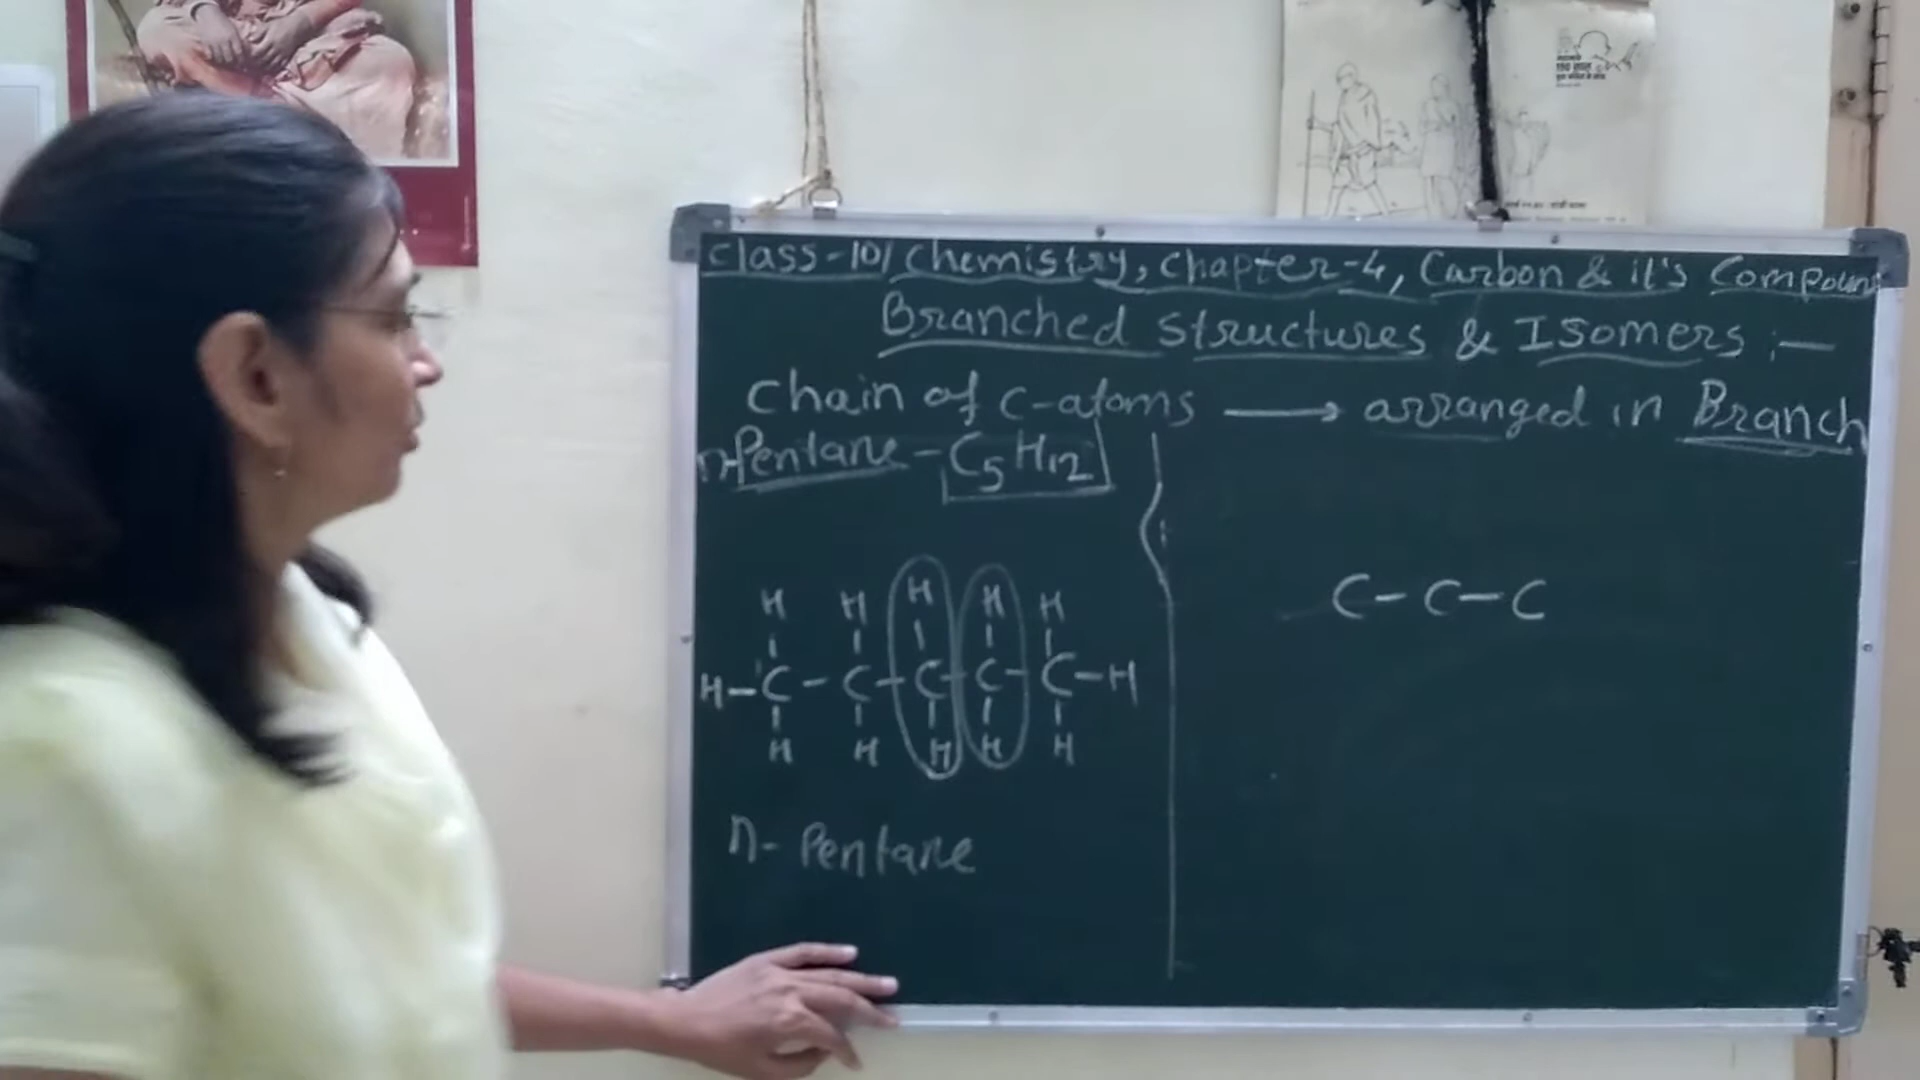 class-10/ chemistry, chapter-4, Carbon & it's Compoun
Branched structures & Isomers :—
chain of c-atoms → arranged in Branch
n-Pentane - C5H12
C-C-C
H H H H H
H-C-C-C-C-C-H
H H H H H
n-Pentane